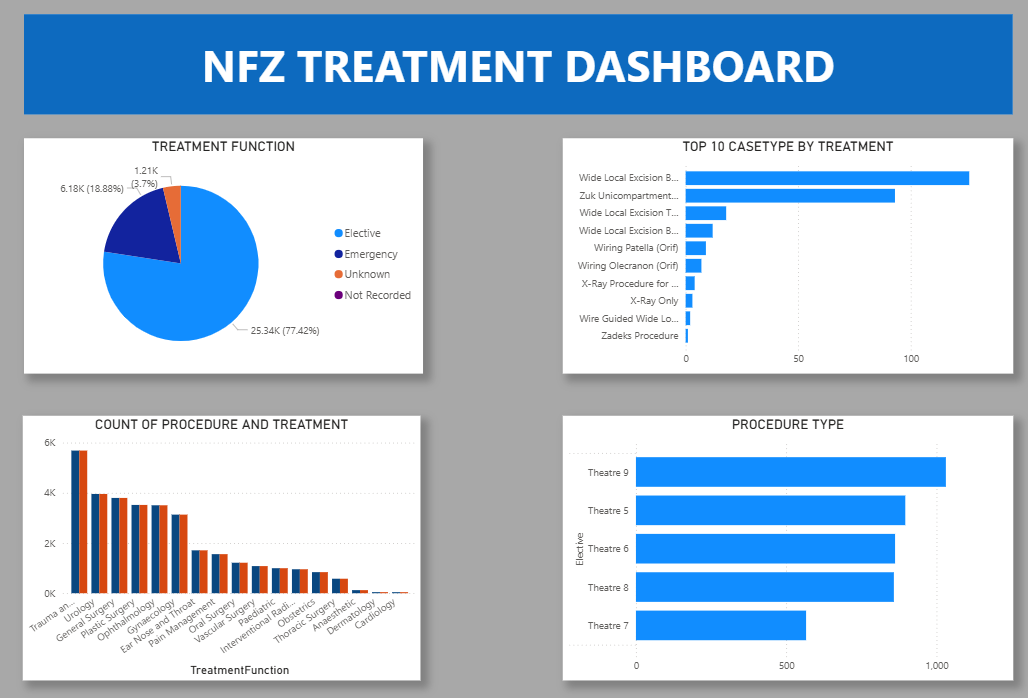 NFZ TREATMENT DASHBOARD
TREATMENT FUNCTION
1.21K
(3.7%)
6.18K (18.88%)
25.34K (77.42%)
Elective
Emergency
Unknown
Not Recorded
TOP 10 CASETYPE BY TREATMENT
Wide Local Excision B...
Zuk Unicompartment...
Wide Local Excision T...
Wide Local Excision B...
Wiring Patella (Orif)
Wiring Olecranon (Orif)
X-Ray Procedure for ...
X-Ray Only
Wire Guided Wide Lo...
Zadeks Procedure
0 50 100
COUNT OF PROCEDURE AND TREATMENT
6K
4K
2K
0K
Trauma an...
Urology
General Surgery
Plastic Surgery
Ophthalmology
Gynaecology
Ear Nose and Throat
Pain Management
Oral Surgery
Vascular Surgery
Paediatric
Interventional Radi...
Obstetrics
Thoracic Surgery
Anaesthetic
Dermatology
Cardiology
TreatmentFunction
PROCEDURE TYPE
Elective
Theatre 9
Theatre 5
Theatre 6
Theatre 8
Theatre 7
0 500 1,000